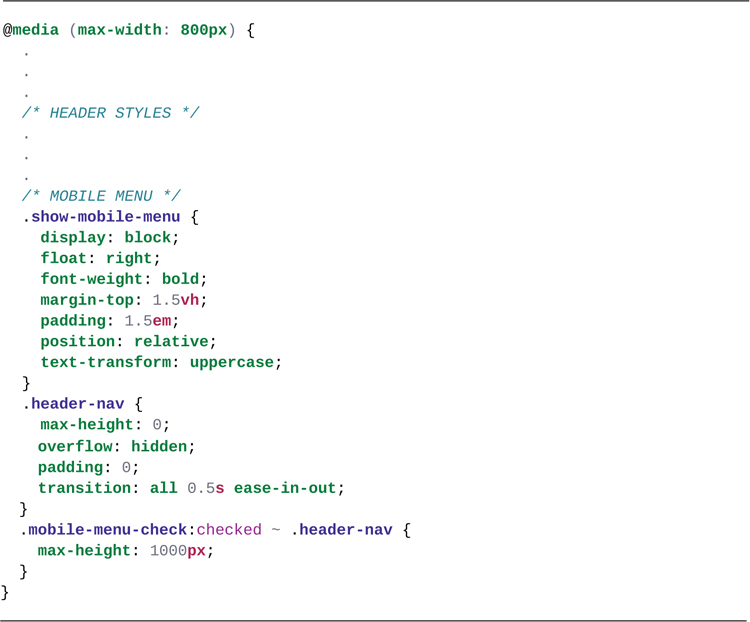 @media (max-width: 800px) {
.
.
.
/* HEADER STYLES */
.
.
.
/* MOBILE MENU */
.show-mobile-menu {
display: block;
float: right;
font-weight: bold;
margin-top: 1.5vh;
padding: 1.5em;
position: relative;
text-transform: uppercase;
}
.header-nav {
max-height: 0;
overflow: hidden;
padding: 0;
transition: all 0.5s ease-in-out;
}
.mobile-menu-check:checked ~ .header-nav {
max-height: 1000px;
}
}